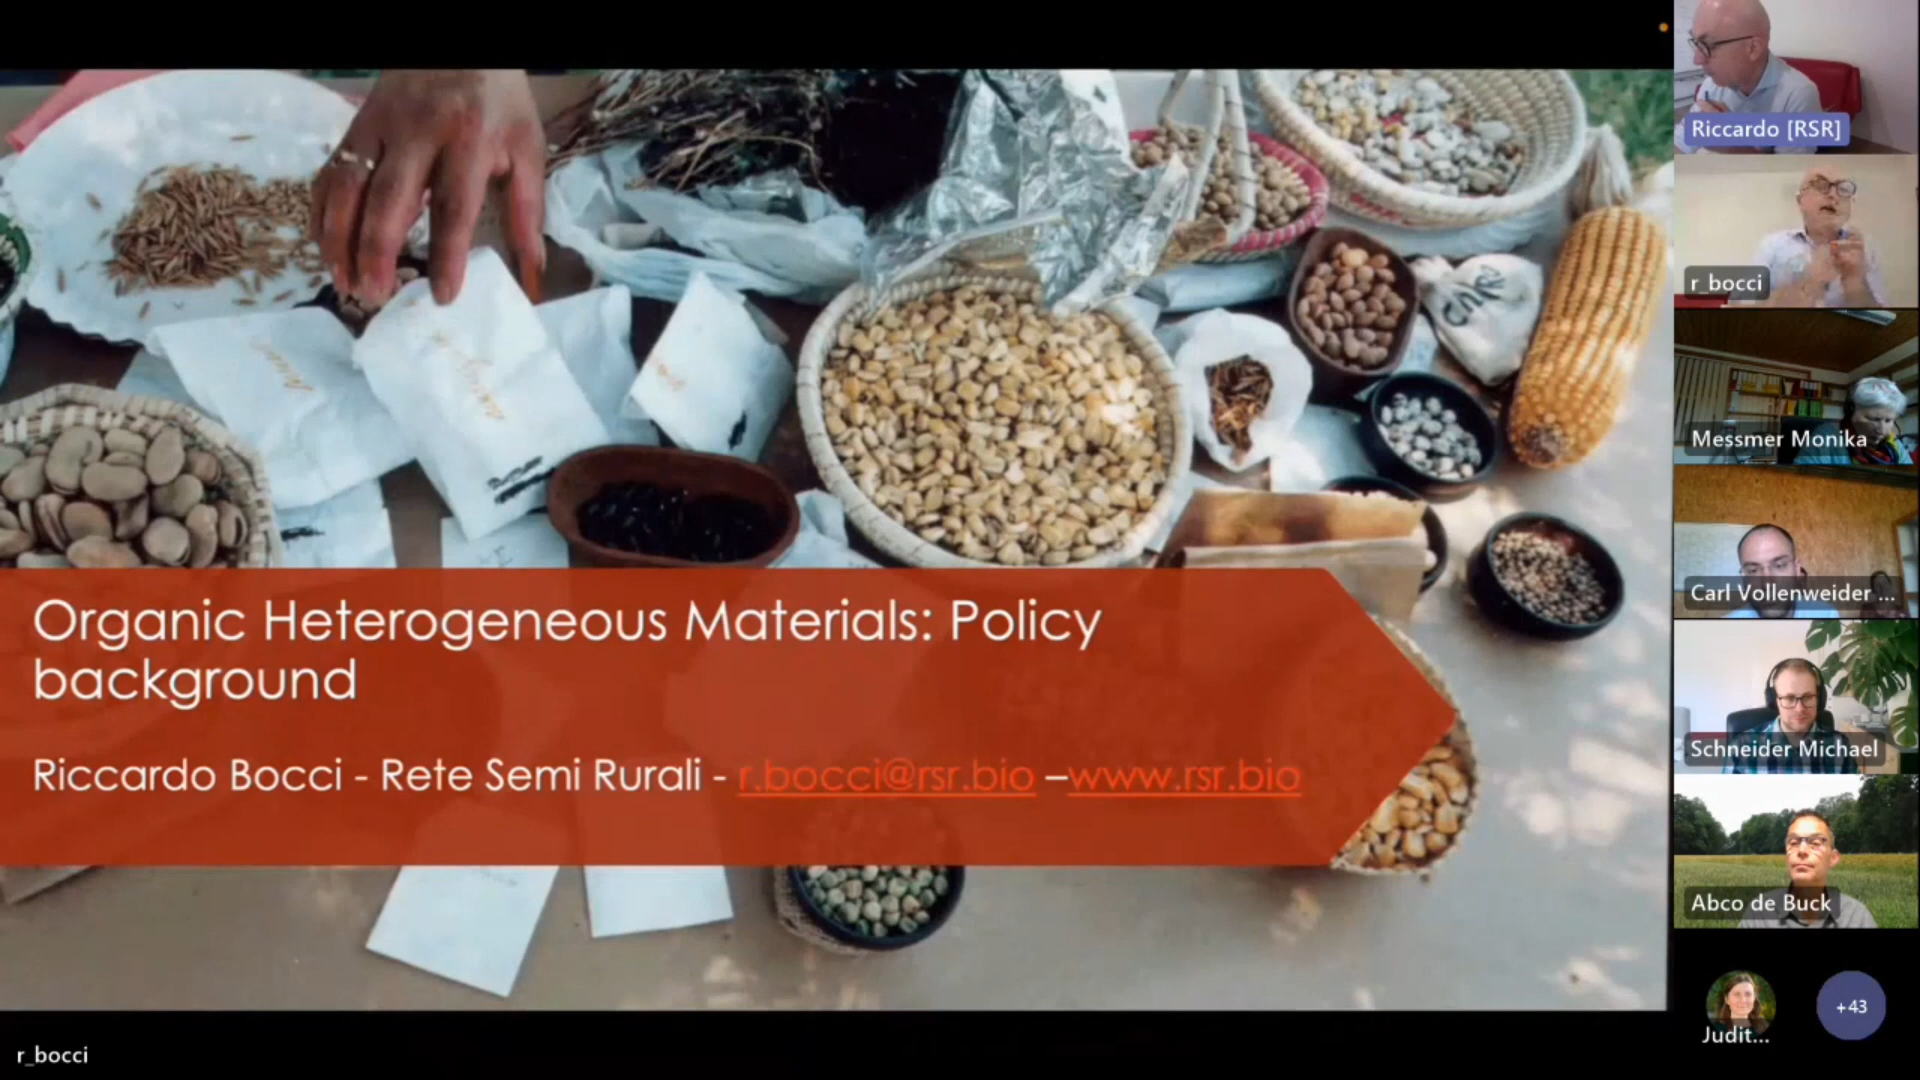 Organic Heterogeneous Materials: Policy
background
Riccardo Bocci - Rete Semi Rurali - r.bocci@rsr.bio –www.rsr.bio
Riccardo [RSR]
r_bocci
Messmer Monika
Carl Vollenweider ...
Schneider Michael
Abco de Buck
Judit...
+43
r_bocci